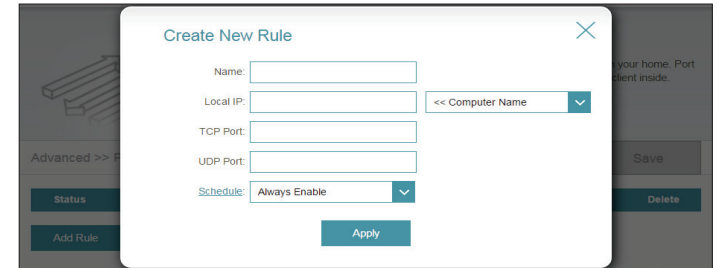 Create New Rule
your home. Port
client inside.
Name:
Local IP:
<< Computer Name
TCP Port:
Advanced >> P
Save
UDP Port:
Status
Schedule: Always Enable
Delete
Add Rule
Apply